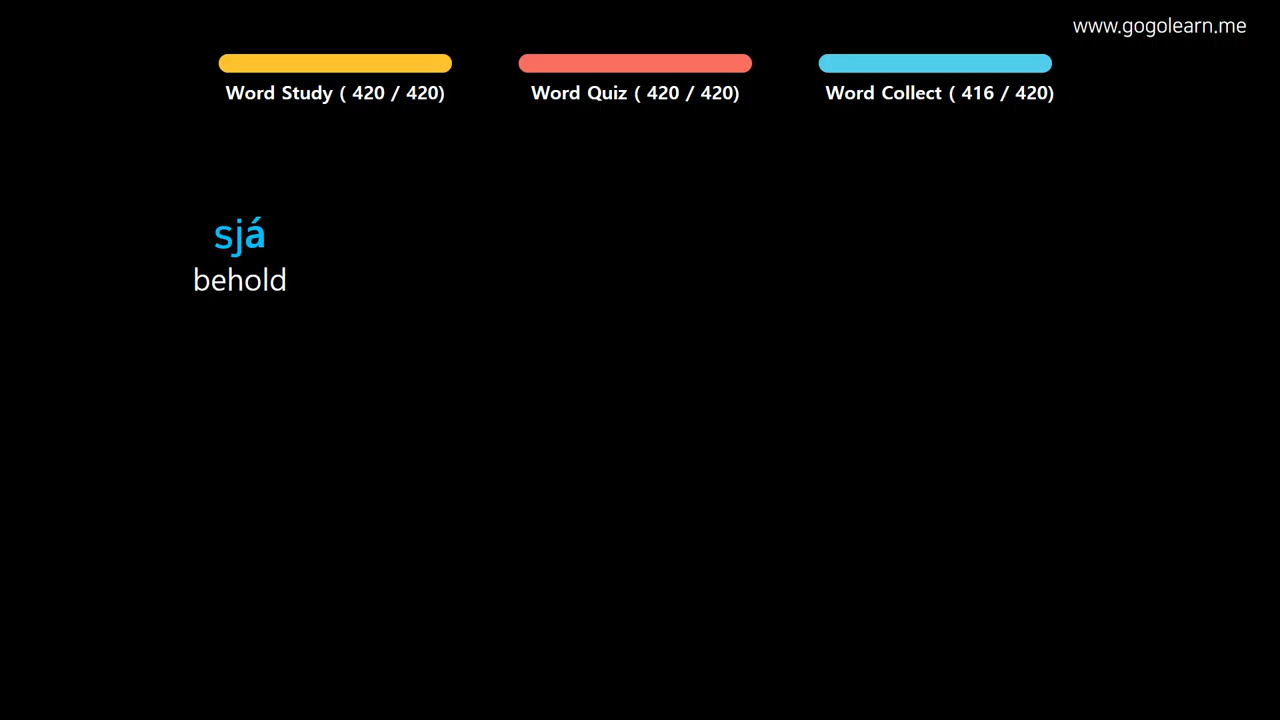 www.gogolearn.me
Word Study ( 420 / 420)
Word Quiz ( 420 / 420)
Word Collect ( 416 / 420)
sjá
behold